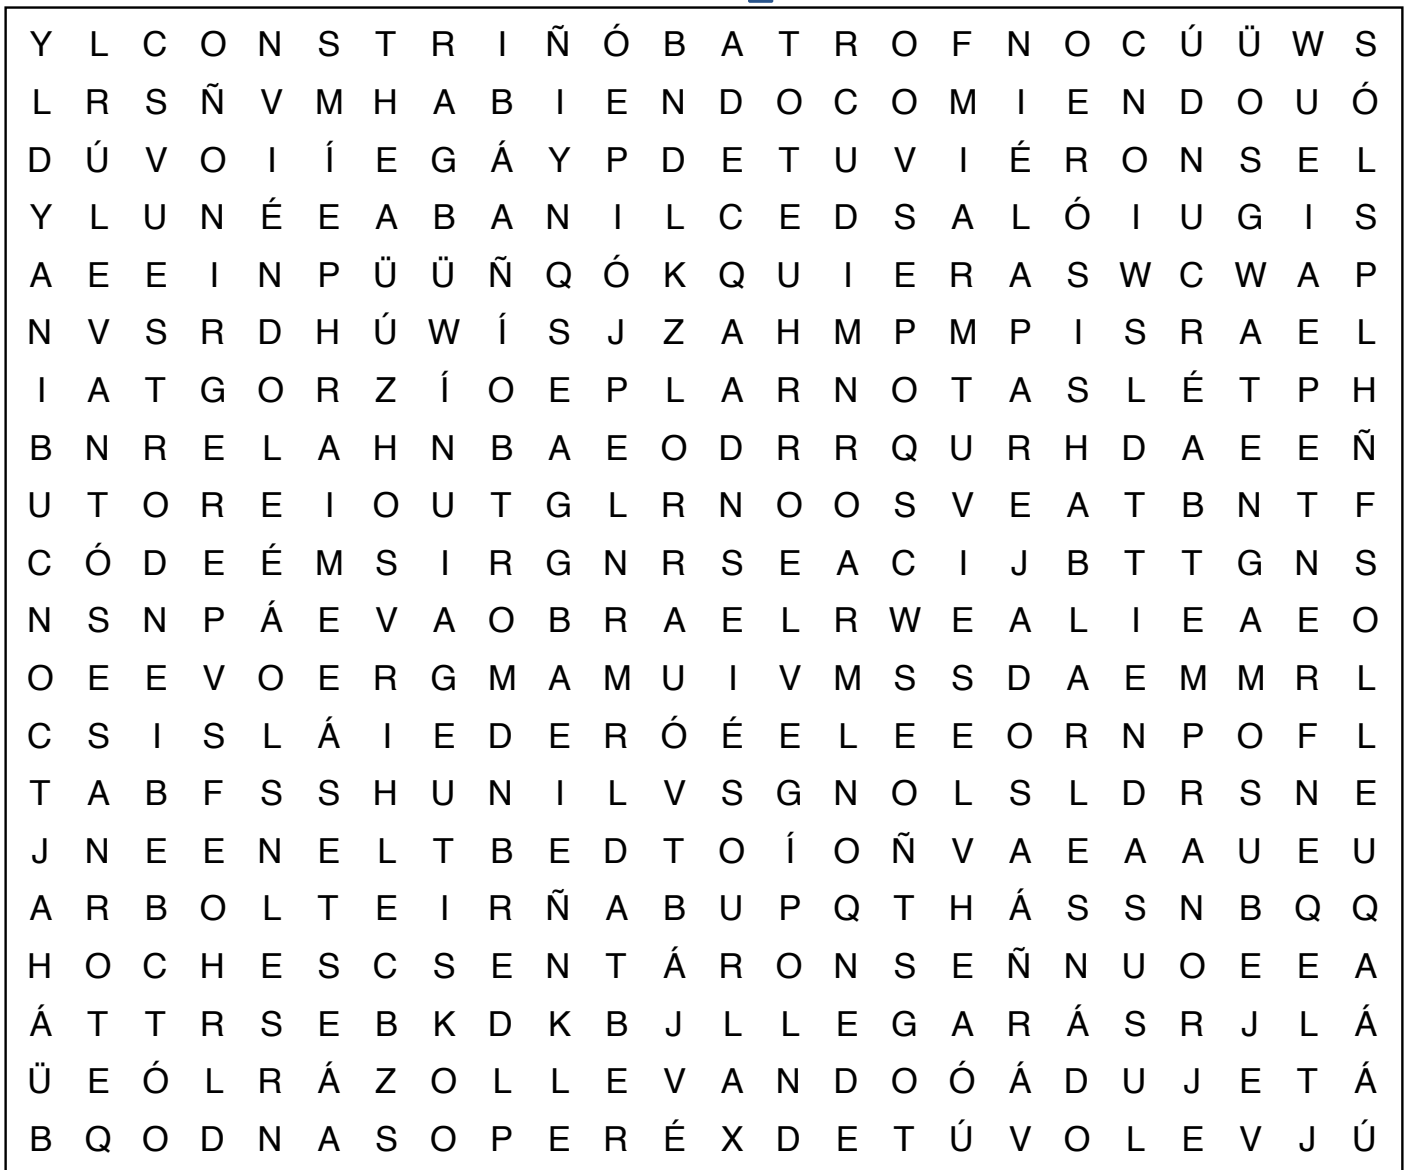 Y L C O N S T R I Ñ Ó B A T R O F N O C Ú Ü W S
L R S Ñ V M H A B I E N D O C O M I E N D O U Ó
D Ú V O I Í E G Á Y P D E T U V I É R O N S E L
Y L U N É E A B A N I L C E D S A L Ó I U G I S
A E E I N P Ü Ü Ñ Q Ó K Q U I E R A S W C W A P
N V S R D H Ú W Í S J Z A H M P M P I S R A E L
I A T G O R Z Í O E P L A R N O T A S L É T P H
B N R E L A H N B A E O D R R Q U R H D A E E Ñ
U T O R E I O U T G L R N O O S V E A T B N T F
C Ó D E É M S I R G N R S E A C I J B T T G N S
N S N P Á E V A O B R A E L R W E A L I E A E O
O E E V O E R G M A M U I V M S S D A E M M R L
C S I S L Á I E D E R Ó É E L E E O R N P O F L
T A B F S S H U N I L V S G N O L S L D R S N E
J N E E N E L T B E D T O Í O Ñ V A E A A U E U
A R B O L T E I R Ñ A B U P Q T H Á S S N B Q Q
H O C H E S C S E N T Á R O N S E Ñ N U O E E A
Á T T R S E B K D K B J L L E G A R Á S R J L Á
Ü E Ó L R Á Z O L L E V A N D O Ó Á D U J E T Á
B Q O D N A S O P E R É X D E T Ú V O L E V J Ú